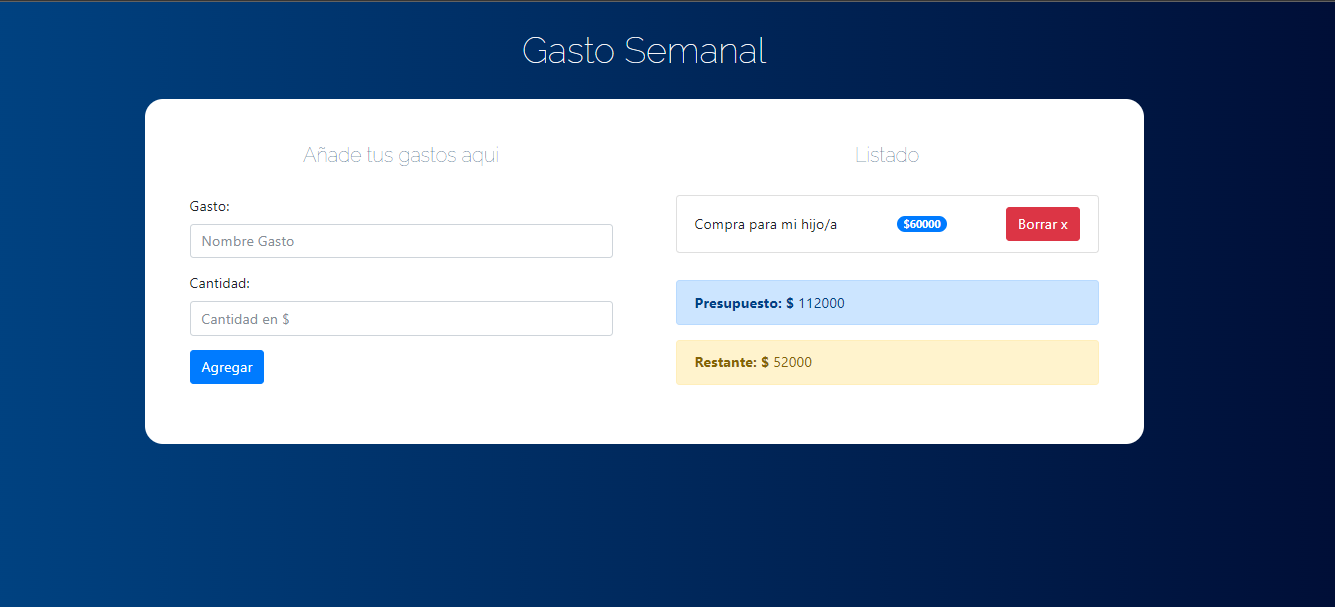 Gasto Semanal
Añade tus gastos aqui
Gasto:
Nombre Gasto
Cantidad:
Cantidad en $
Agregar
Listado
Compra para mi hijo/a $60000 Borrar x
Presupuesto: $ 112000
Restante: $ 52000